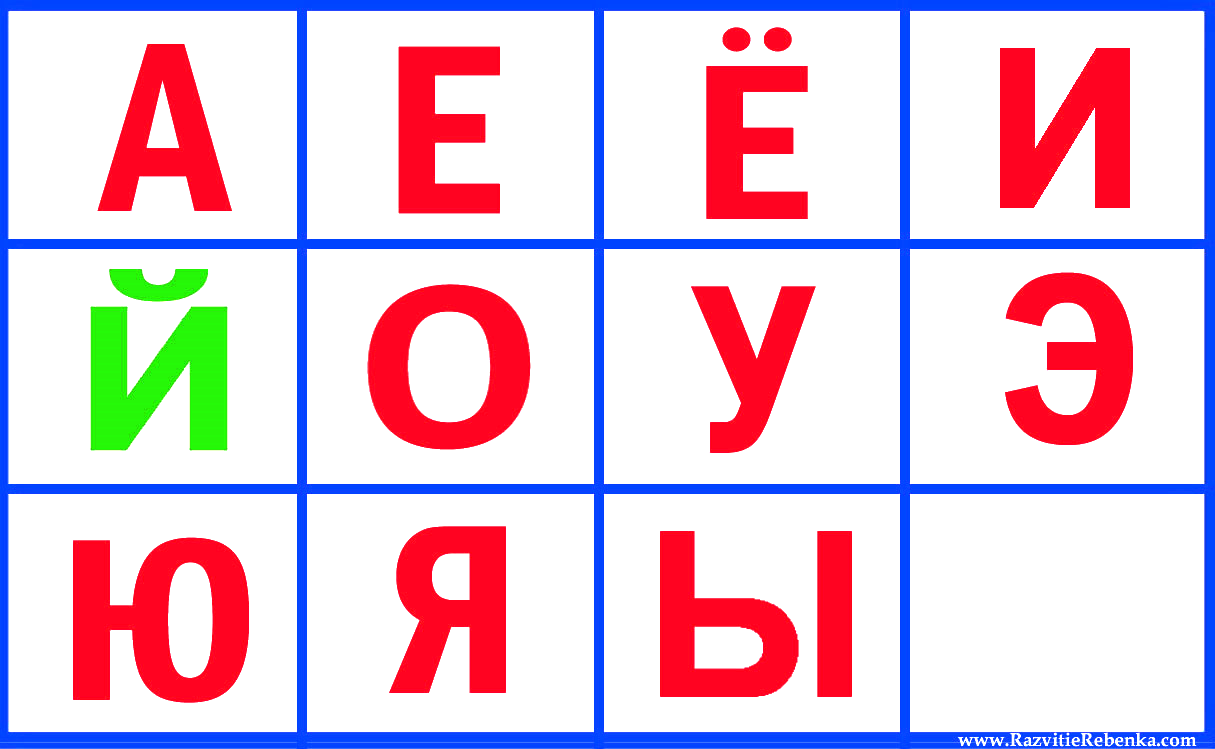 А Е Ё И
Й О У Э
Ю Я Ы
www.RazvitieRebenka.com